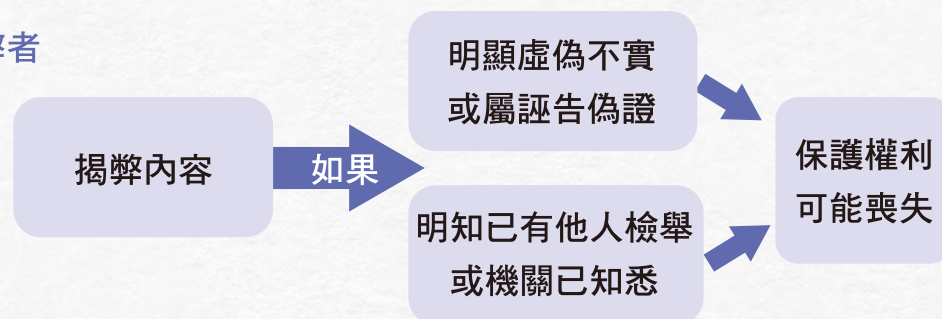 者
揭弊內容
如果
明顯虛偽不實
或屬誣告偽證
明知已有他人檢舉
或機關已知悉
保護權利
可能喪失